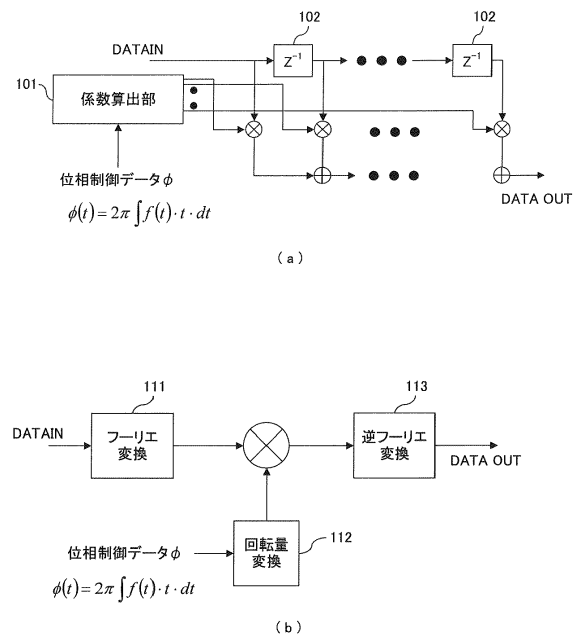 102
102
DATAIN
Z⁻¹
Z⁻¹
101
係数算出部
位相制御データφ
φ(t)=2π∫f(t)·t·dt
DATA OUT
(a)
111
113
DATAIN
フーリエ
変換
逆フーリエ
変換
DATA OUT
位相制御データφ
回転量
変換
112
φ(t)=2π∫f(t)·t·dt
(b)